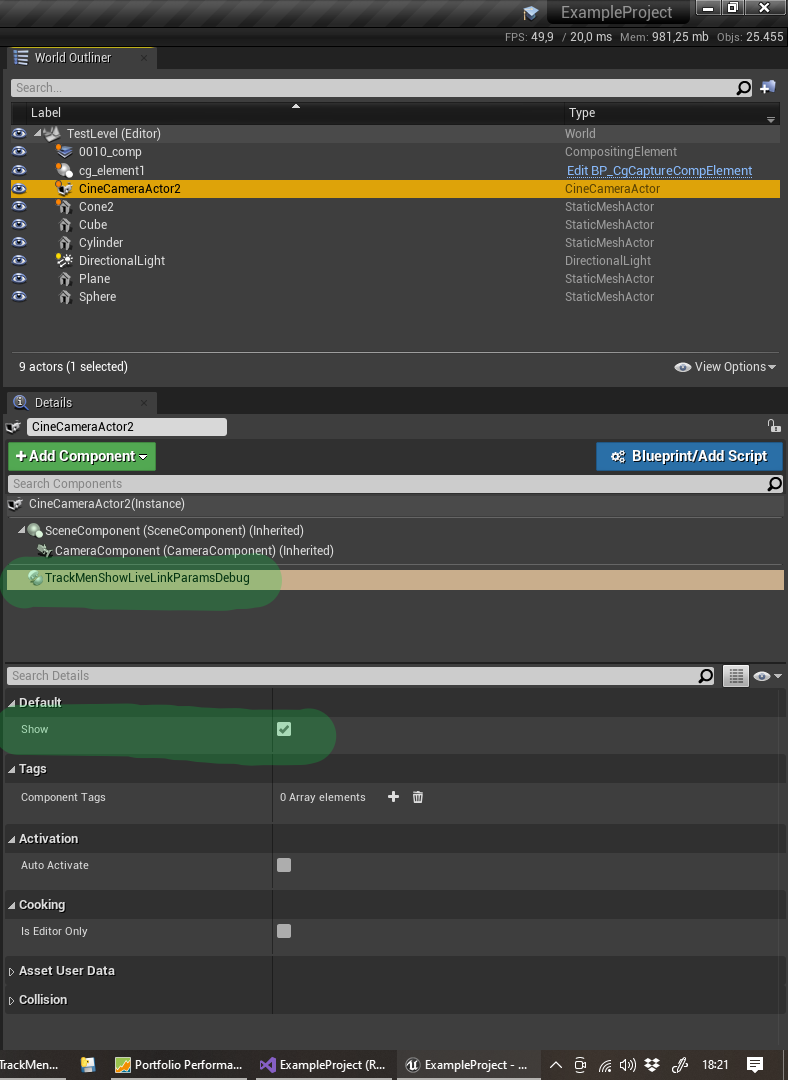 ExampleProject
FPS: 49,9 / 20,0 ms Mem: 981,25 mb Objs: 25.455
World Outliner
Search...
Label Type
TestLevel (Editor) World
0010_comp CompositingElement
cg_element1 Edit BP_CgCaptureCompElement
CineCameraActor2 CineCameraActor
Cone2 StaticMeshActor
Cube StaticMeshActor
Cylinder StaticMeshActor
DirectionalLight DirectionalLight
Plane StaticMeshActor
Sphere StaticMeshActor
9 actors (1 selected) View Options
Details
CineCameraActor2
+ Add Component Blueprint/Add Script
Search Components
CineCameraActor2(Instance)
SceneComponent (SceneComponent) (Inherited)
CameraComponent (CameraComponent) (Inherited)
TrackMenShowLiveLinkParamsDebug
Search Details
Default
Show
Tags
Component Tags 0 Array elements
Activation
Auto Activate
Cooking
Is Editor Only
Asset User Data
Collision
TrackMen... Portfolio Performa... ExampleProject (R... ExampleProject - ... 18:21